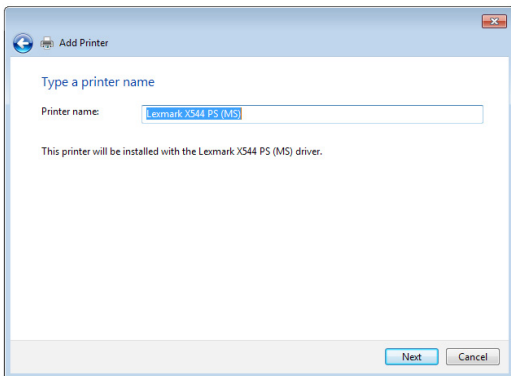 Add Printer
Type a printer name
Printer name: Lexmark X544 PS (MS)
This printer will be installed with the Lexmark X544 PS (MS) driver.
Next Cancel